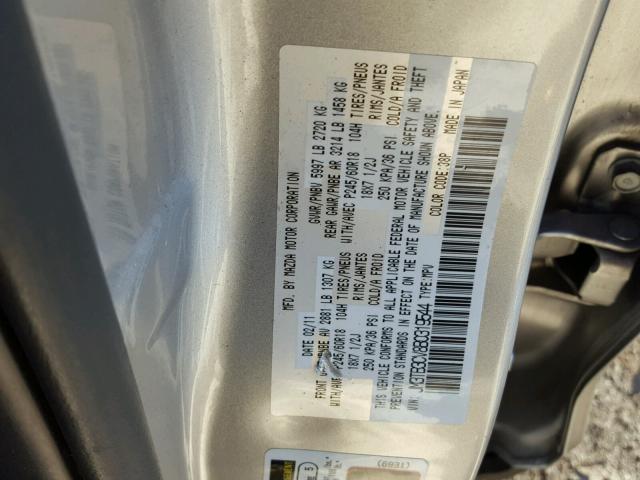 MFD. BY MAZDA MOTOR CORPORATION
DATE 02/11 GVWR/PNBV 5997 LB 2720 KG
FRONT AV 2881 LB 1307 KG REAR GAWR/PNBE AR 3214 LB 1458 KG
WITH/AVEC P245/60R18 104H TIRES/PNEUS WITH/AVEC P245/60R18 104H TIRES/PNEUS
18X7 1/2J RIMS/JANTES 18X7 1/2J RIMS/JANTES
250 KPA/36 PSI COLD/A FROID 250 KPA/36 PSI COLD/A FROID
THIS VEHICLE CONFORMS TO ALL APPLICABLE FEDERAL MOTOR VEHICLE SAFETY AND THEFT
PREVENTION STANDARDS IN EFFECT ON THE DATE OF MANUFACTURE SHOWN ABOVE.
VIN: JM3TB3CV8B0319544 TYPE:MPV COLOR CODE:38P MADE IN JAPAN
(TE69)